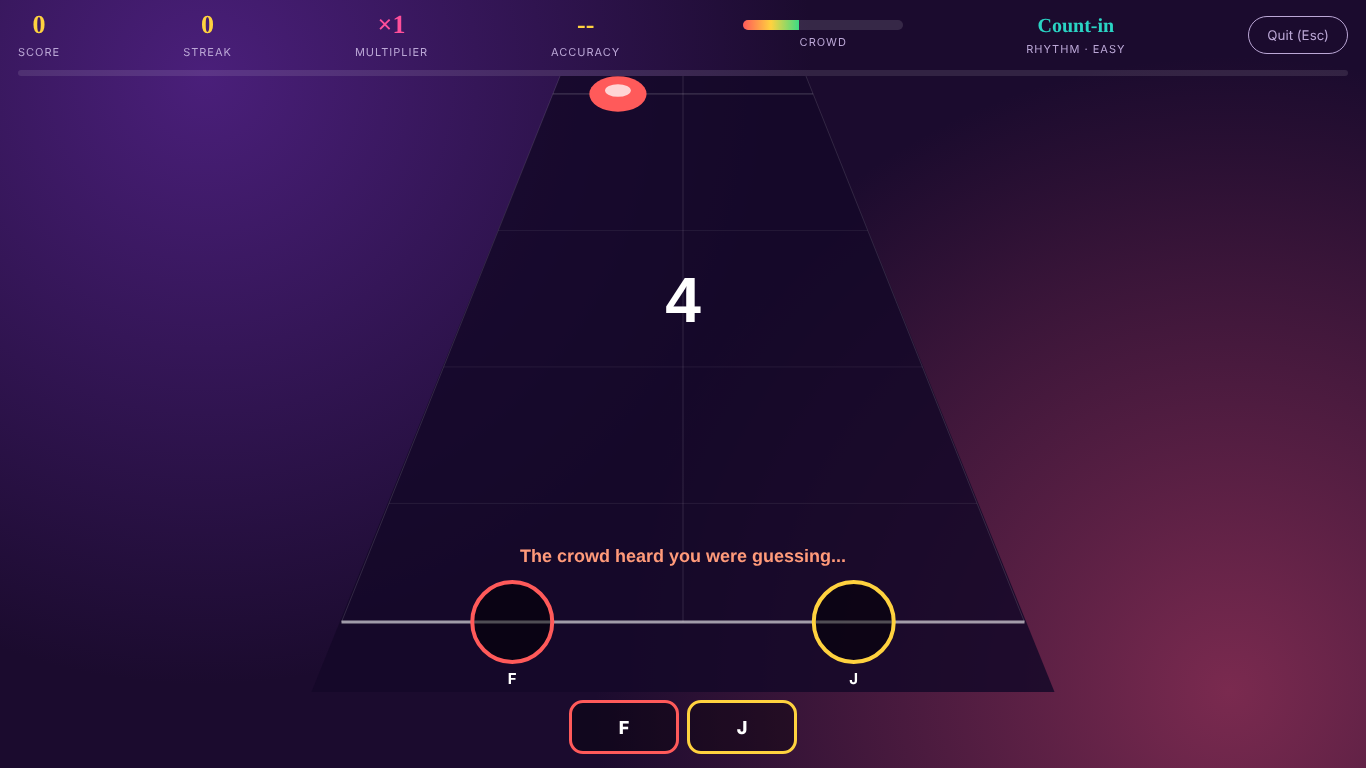 0
SCORE
0
STREAK
×1
MULTIPLIER
--
ACCURACY
CROWD
Count-in
RHYTHM · EASY
Quit (Esc)
4
The crowd heard you were guessing...
F
J
F
J